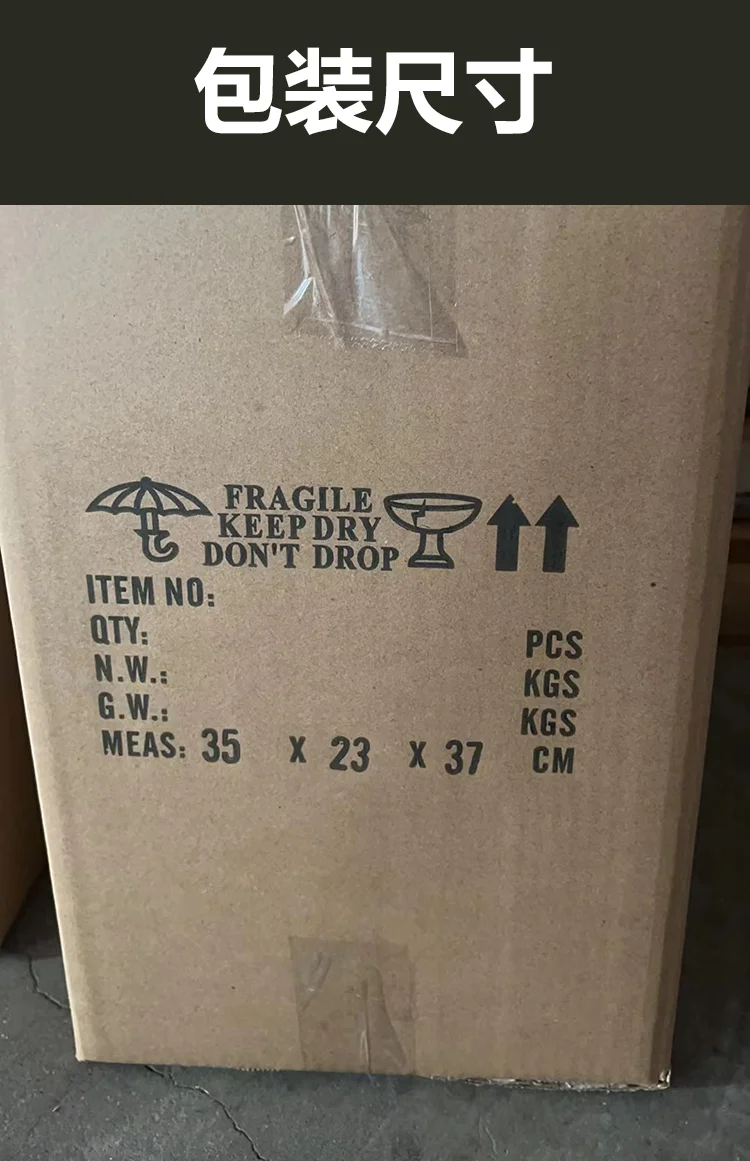 包装尺寸
FRAGILE
KEEP DRY
DON'T DROP
ITEM NO:
QTY: PCS
N.W.: KGS
G.W.: KGS
MEAS: 35 X 23 X 37 CM